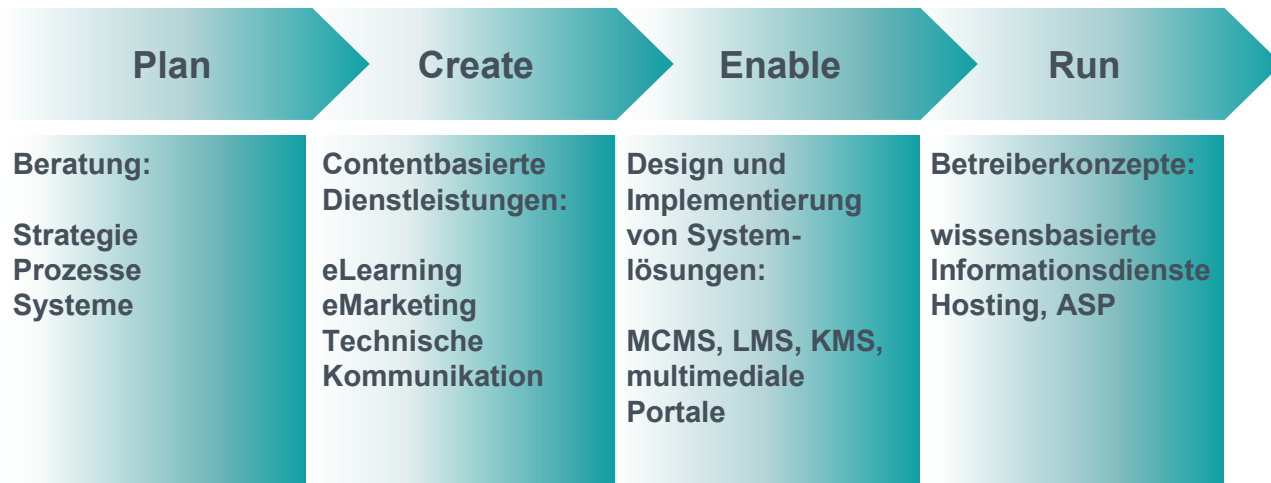 Plan
Create
Enable
Run
Beratung:
Strategie
Prozesse
Systeme
Contentbasierte
Dienstleistungen:
eLearning
eMarketing
Technische
Kommunikation
Design und
Implementierung
von System-
lösungen:
MCMS, LMS, KMS,
multimediale
Portale
Betreiberkonzepte:
wissensbasierte
Informationsdienste
Hosting, ASP